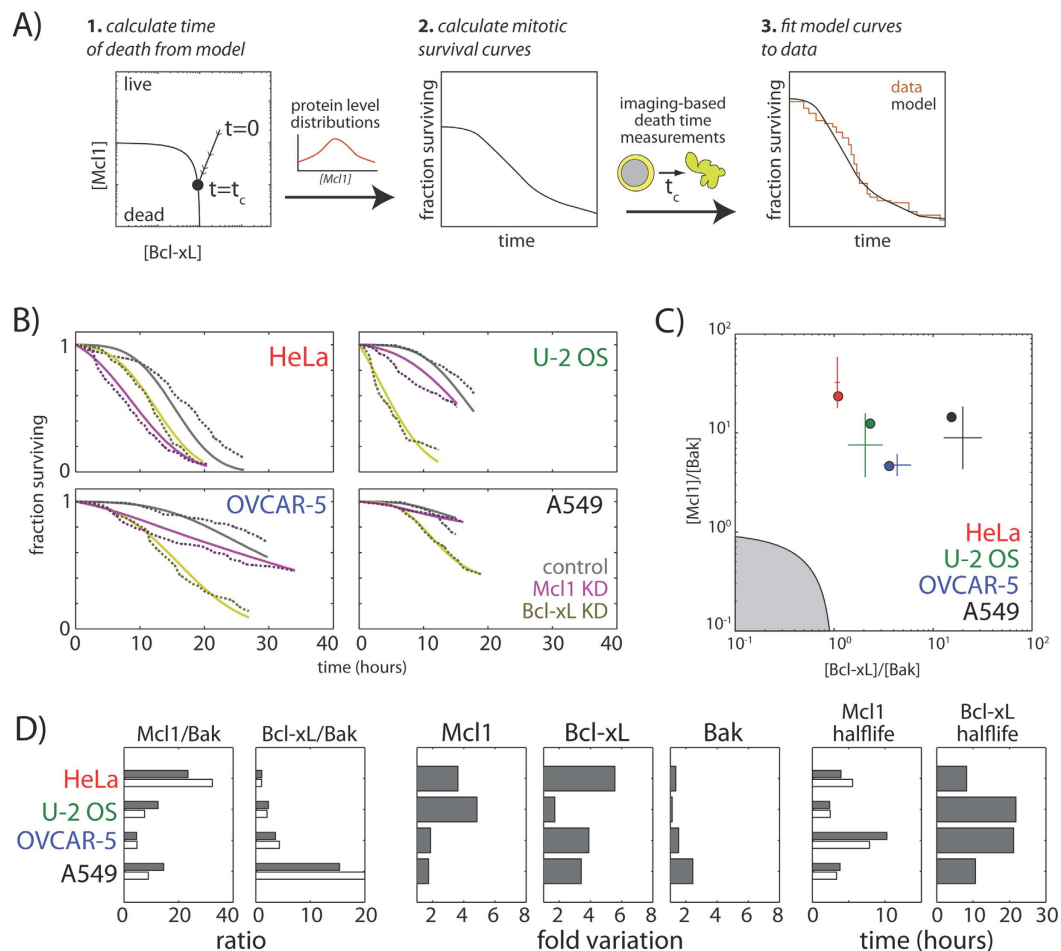 A)
1. calculate time
of death from model
2. calculate mitotic
survival curves
3. fit model curves
to data
live
t=0
t=tc
dead
[Mcl1]
[Bcl-xL]
protein level
distributions
[Mcl1]
fraction surviving
time
imaging-based
death time
measurements
tc
fraction surviving
data
model
time
B)
HeLa
U-2 OS
OVCAR-5
A549
control
Mcl1 KD
Bcl-xL KD
1
0
1
0
0 10 20 30 40
0 10 20 30 40
fraction surviving
time (hours)
C)
10^2
10^1
10^0
10^-1
10^-1 10^0 10^1 10^2
[Mcl1]/[Bak]
[Bcl-xL]/[Bak]
HeLa
U-2 OS
OVCAR-5
A549
D)
Mcl1/Bak
Bcl-xL/Bak
Mcl1
Bcl-xL
Bak
Mcl1
halflife
Bcl-xL
halflife
HeLa
U-2 OS
OVCAR-5
A549
0 20 40
0 5 10 15 20
2 4 6 8
2 4 6 8
2 4 6 8
0 10
0 10 20 30
ratio
fold variation
time (hours)